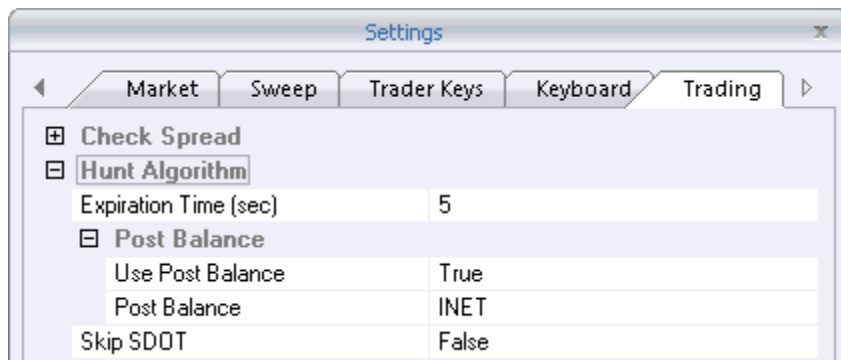 Settings
Market Sweep Trader Keys Keyboard Trading
Check Spread
Hunt Algorithm
Expiration Time (sec) 5
Post Balance
Use Post Balance True
Post Balance INET
Skip SDOT False